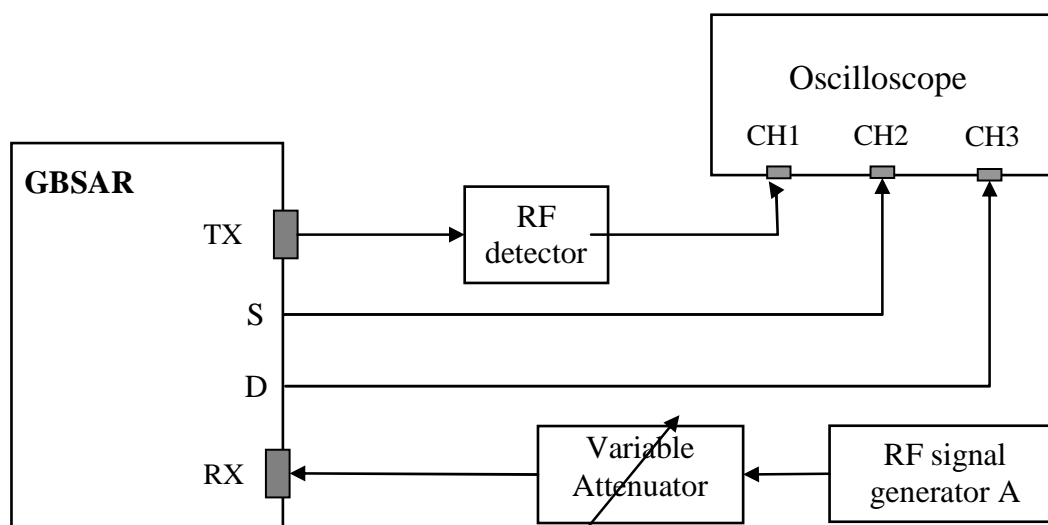 Oscilloscope
CH1
CH2
CH3
GBSAR
TX
RF
detector
S
D
RX
Variable
Attenuator
RF signal
generator A